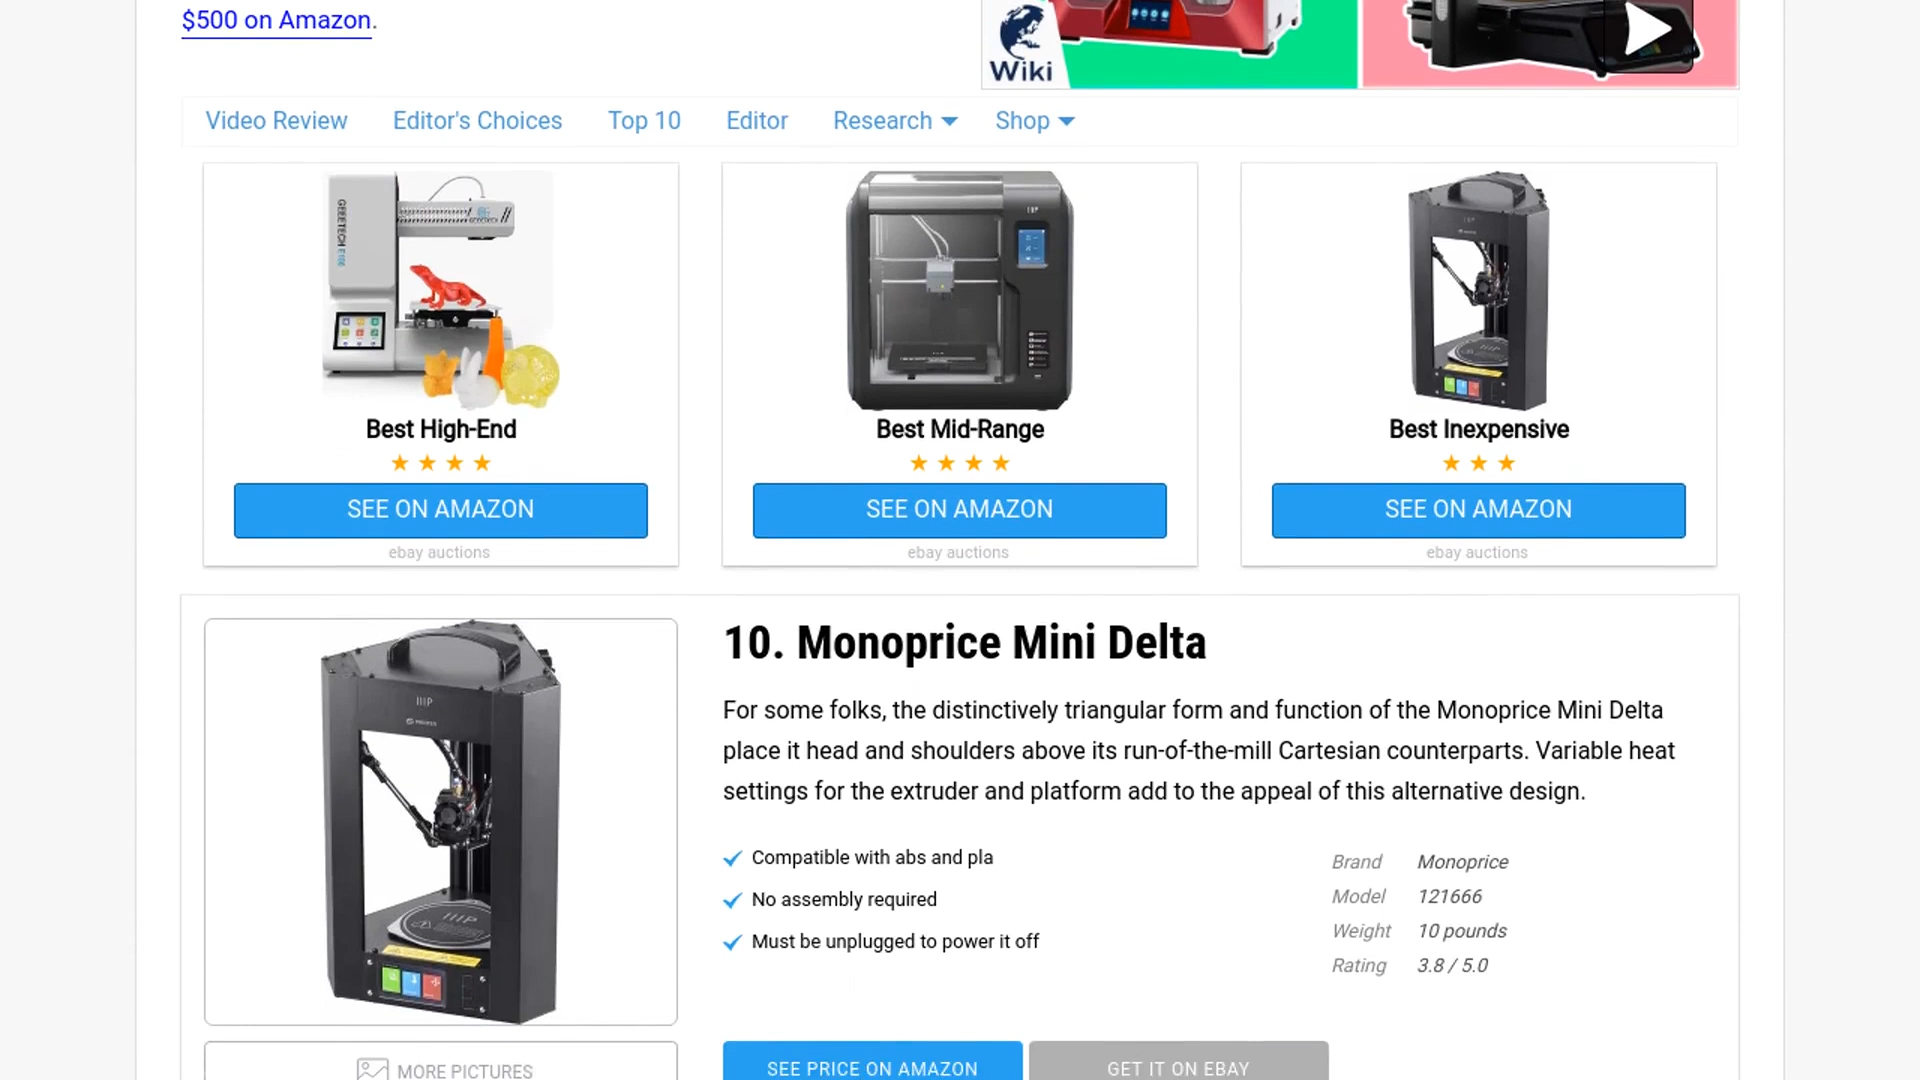 $500 on Amazon.
Wiki
Video Review Editor's Choices Top 10 Editor Research Shop
GEEETECH E180
IIIP
IIIP
Best High-End Best Mid-Range Best Inexpensive
SEE ON AMAZON SEE ON AMAZON SEE ON AMAZON
ebay auctions ebay auctions ebay auctions
10. Monoprice Mini Delta
For some folks, the distinctively triangular form and function of the Monoprice Mini Delta
place it head and shoulders above its run-of-the-mill Cartesian counterparts. Variable heat
settings for the extruder and platform add to the appeal of this alternative design.
IIIP
Compatible with abs and pla
No assembly required
Must be unplugged to power it off
Brand Monoprice
Model 121666
Weight 10 pounds
Rating 3.8 / 5.0
IIIP
MORE PICTURES
SEE PRICE ON AMAZON GET IT ON EBAY